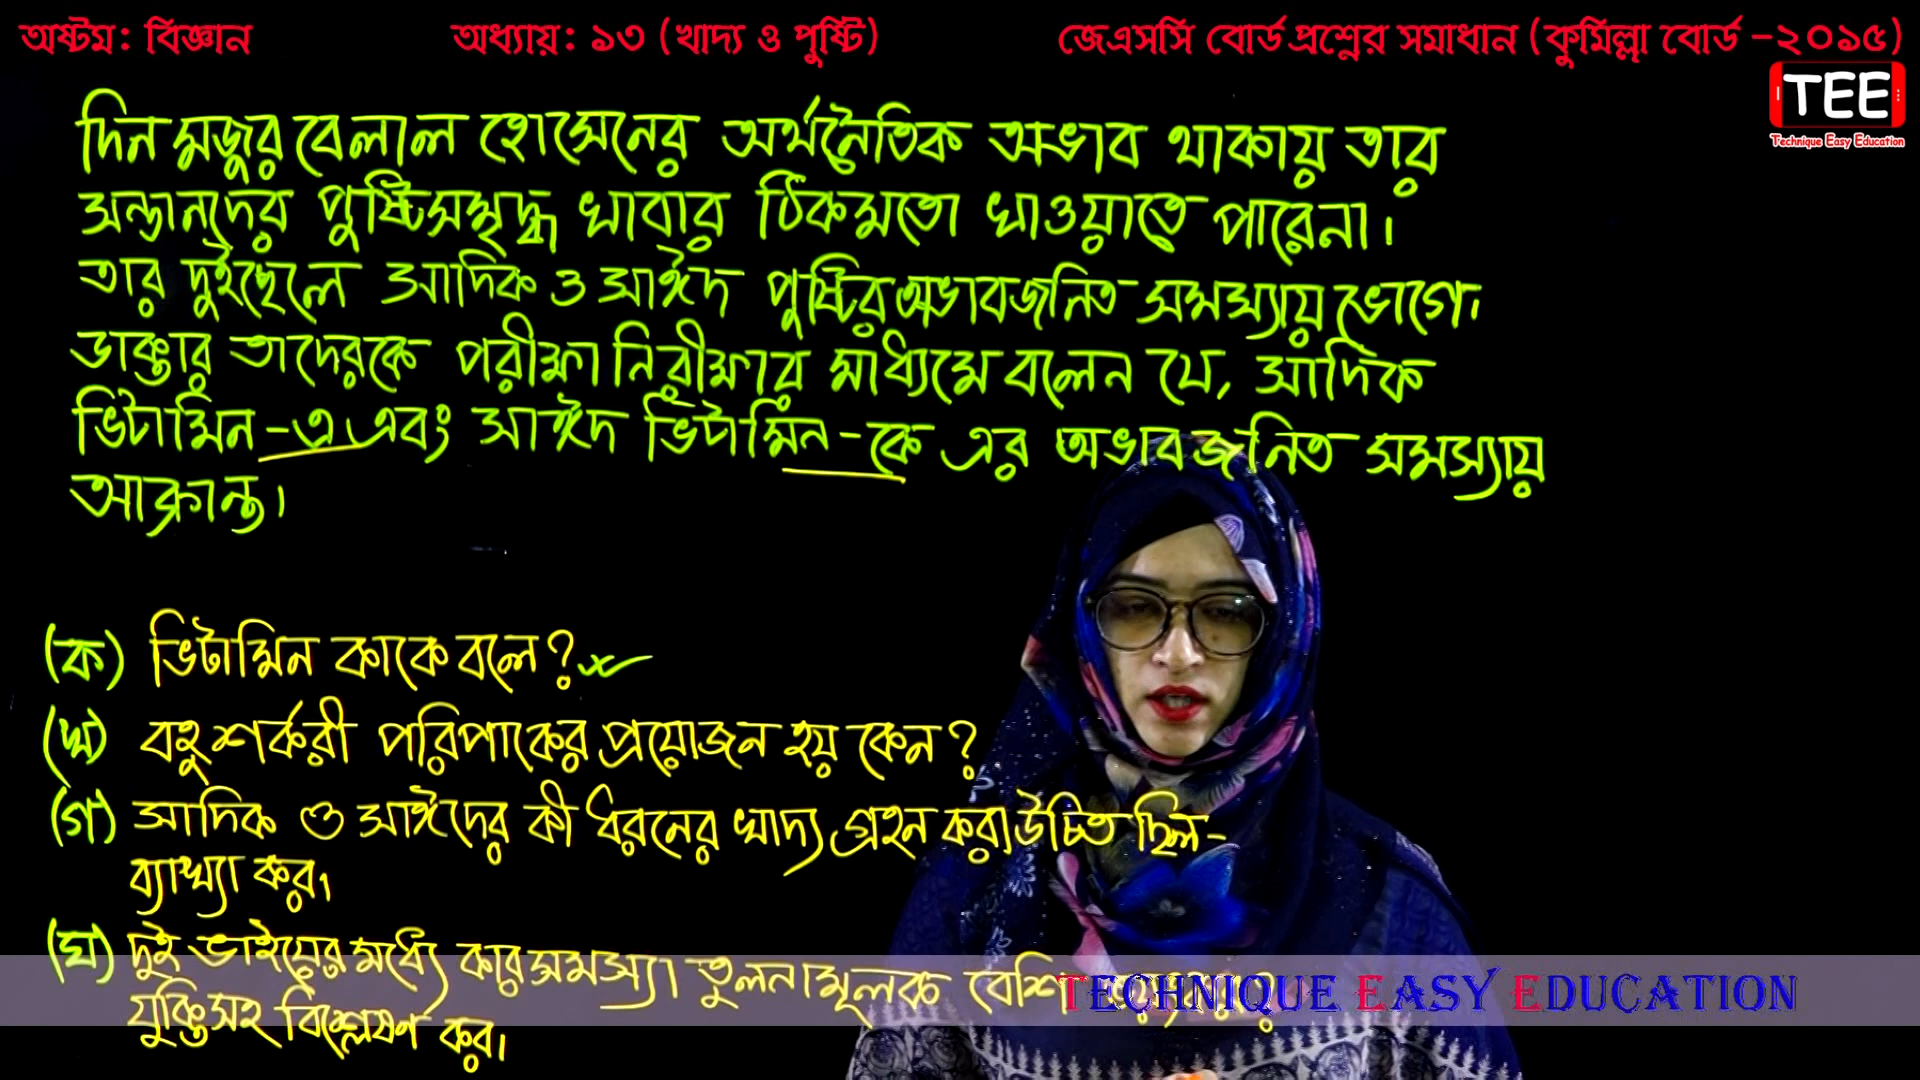 অষ্টম: বিজ্ঞান
অধ্যায়: ১৩ (খাদ্য ও পুষ্টি)
জেএসসি বোর্ড প্রশ্নের সমাধান (কুমিল্লা বোর্ড -২০১৫)
TEE
Technique Easy Education
দিন মজুর বেলাল হোসেনের অর্থনৈতিক অভাব থাকায় তার
সন্তানদের পুষ্টিসমৃদ্ধ খাবার ঠিকমতো খাওয়াতে পারেনা।
তার দুইছেলে সাদিক ও সাঈদ পুষ্টির অভাবজনিত সমস্যায় ভোগে।
ডাক্তার তাদেরকে পরীক্ষা নিরীক্ষার মাধ্যমে বলেন যে, সাদিক
ভিটামিন-এ এবং সাঈদ ভিটামিন-কে এর অভাবজনিত সমস্যায়
আক্রান্ত।
(ক) ভিটামিন কাকে বলে?
(খ) বহু শর্করী পরিপাকের প্রয়োজন হয় কেন?
(গ) সাদিক ও সাঈদের কী ধরনের খাদ্য গ্রহন করা উচিত ছিল-
ব্যাখ্যা কর।
(ঘ) দুই ভাইয়ের মধ্যে কার সমস্যা তুলনামূলক বেশি
TECHNIQUE EASY EDUCATION
যুক্তিসহ বিশ্লেষণ কর।